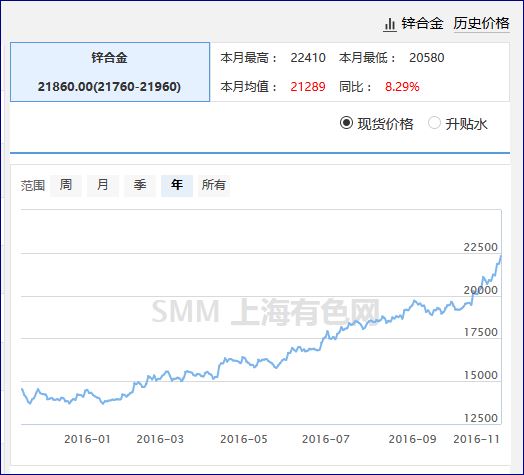 锌合金 历史价格
锌合金
21860.00(21760-21960)
本月最高： 22410 本月最低： 20580
本月均值： 21289 同比： 8.29%
现货价格 升贴水
范围 周 月 季 年 所有
22500
20000
SMM 上海有色网
17500
15000
12500
2016-01 2016-03 2016-05 2016-07 2016-09 2016-11